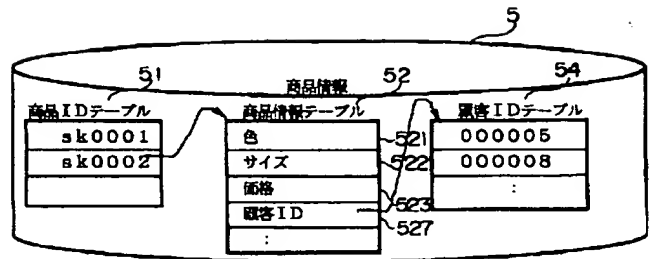 5
51
商品情報
52
54
商品IDテーブル
商品情報テーブル
顧客IDテーブル
sk0001
色
521
000005
sk0002
サイズ
522
000008
価格
523
:
顧客ID
527
: